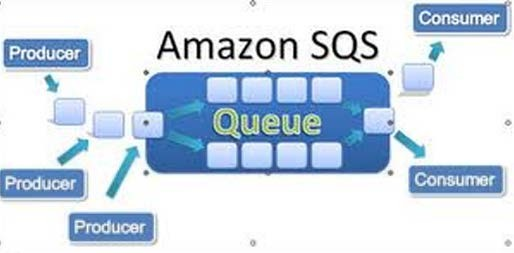 Consumer
Amazon SQS
Producer
Queue
Producer
Consumer
Producer